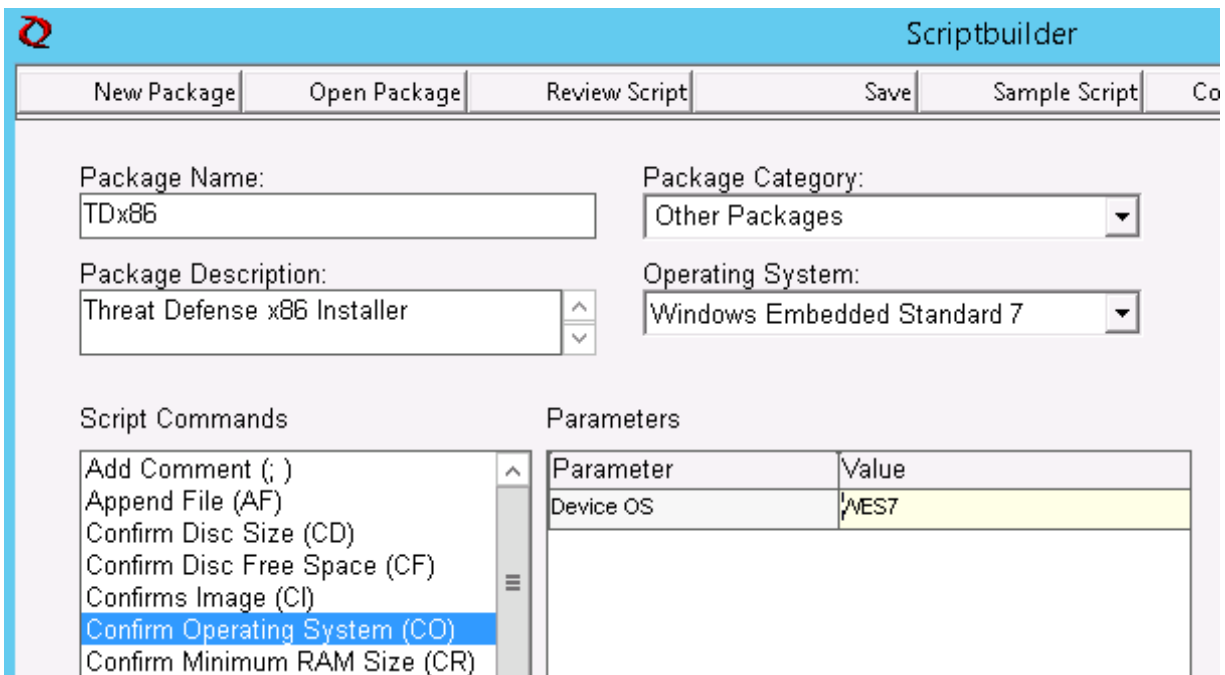 Scriptbuilder
New Package Open Package Review Script Save Sample Script Co
Package Name: Package Category:
TDx86 Other Packages
Package Description: Operating System:
Threat Defense x86 Installer Windows Embedded Standard 7
Script Commands Parameters
Add Comment (; ) Parameter Value
Append File (AF) Device OS WES7
Confirm Disc Size (CD)
Confirm Disc Free Space (CF)
Confirms Image (CI)
Confirm Operating System (CO)
Confirm Minimum RAM Size (CR)